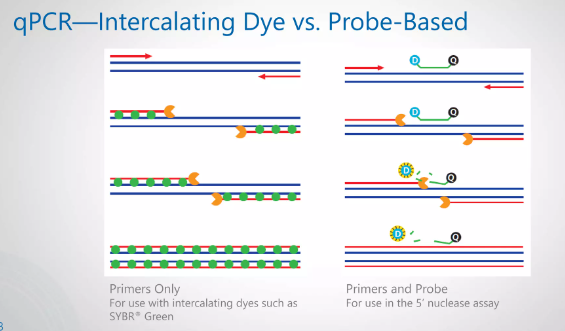 qPCR—Intercalating Dye vs. Probe-Based
D Q
D Q
D Q
D Q
Primers Only
For use with intercalating dyes such as
SYBR® Green
Primers and Probe
For use in the 5’ nuclease assay